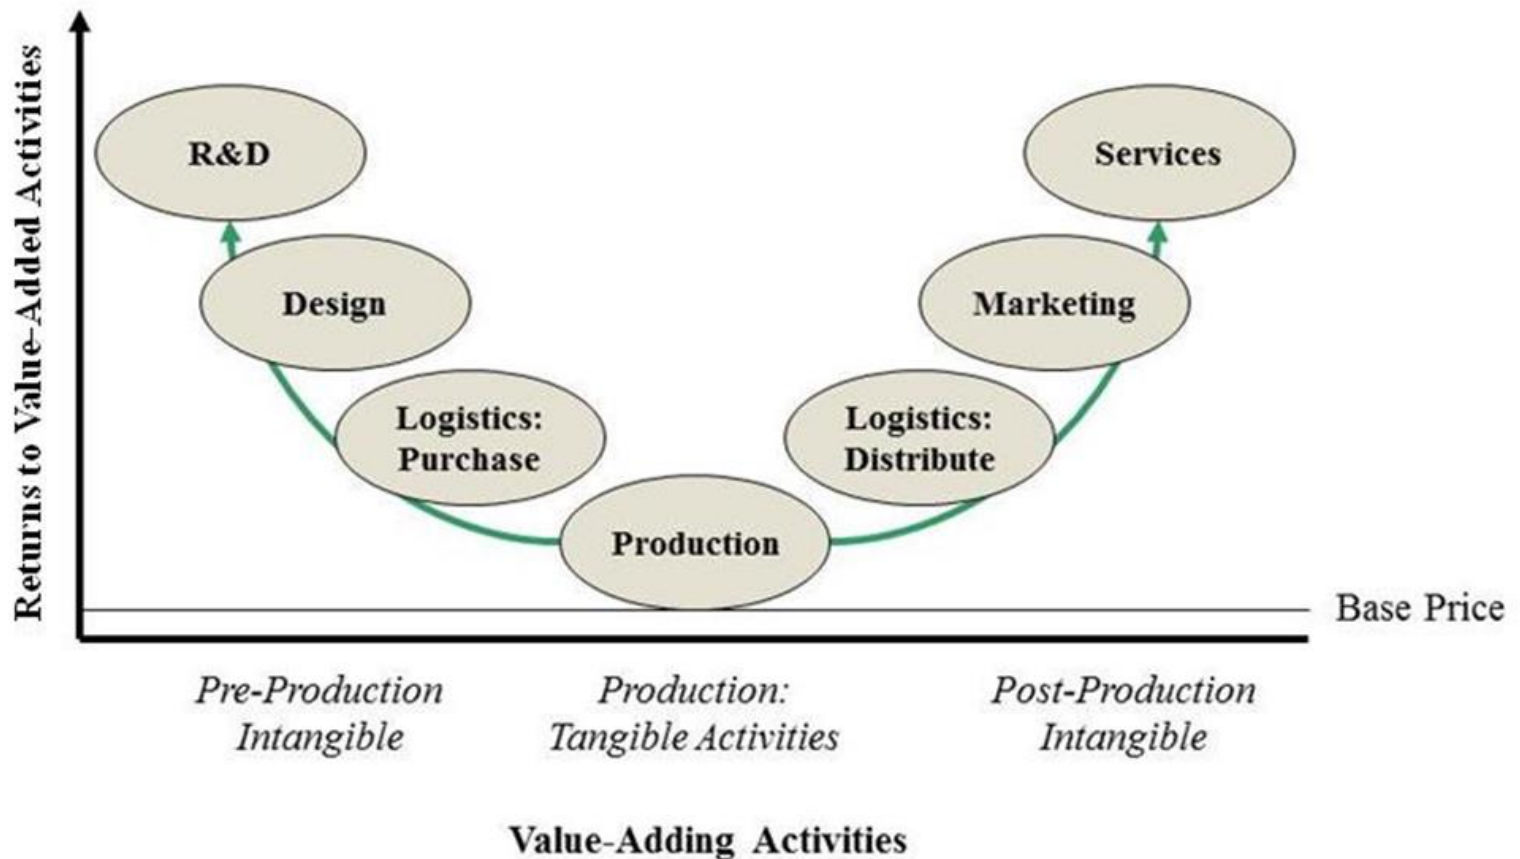 Returns to Value-Added Activities
R&D
Services
Design
Marketing
Logistics:
Purchase
Logistics:
Distribute
Production
Base Price
Pre-Production
Intangible
Production:
Tangible Activities
Post-Production
Intangible
Value-Adding Activities